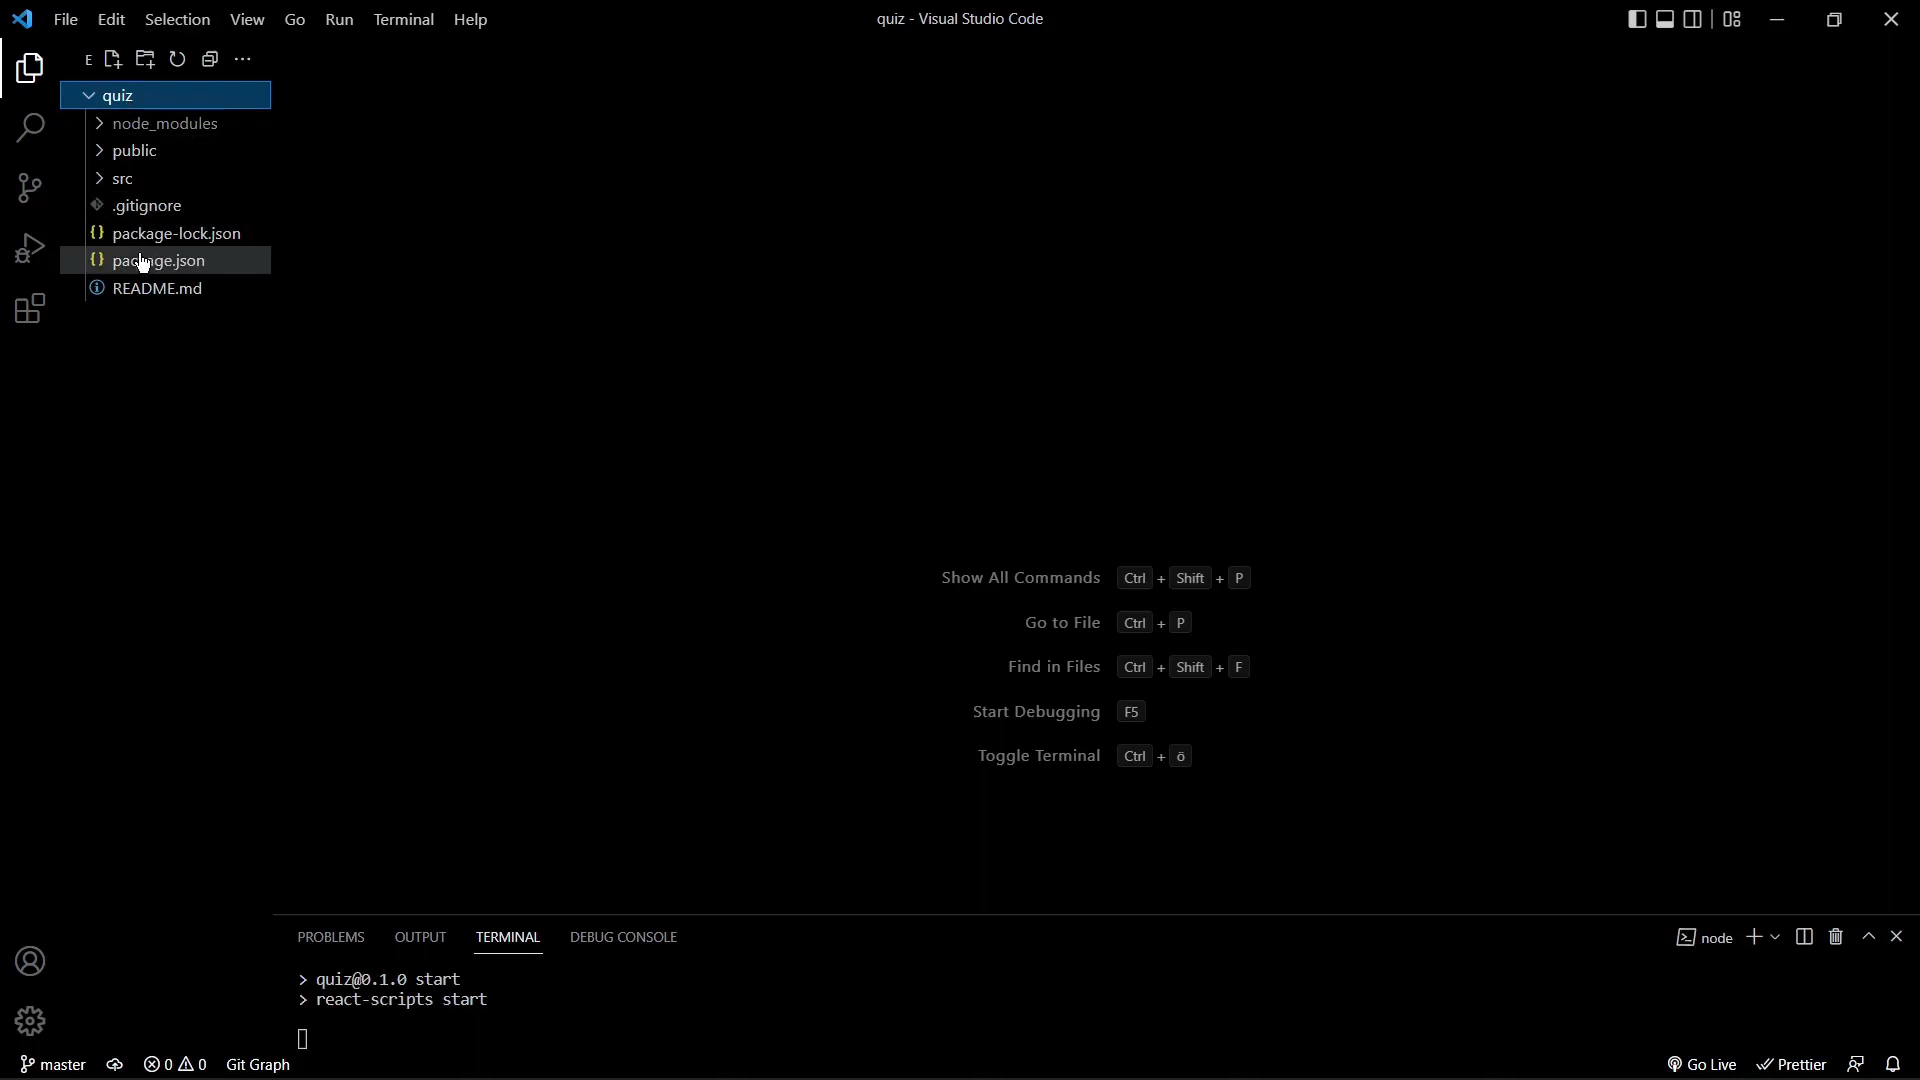 File Edit Selection View Go Run Terminal Help
quiz - Visual Studio Code
E
quiz
node_modules
public
src
.gitignore
package-lock.json
package.json
README.md
Show All Commands Ctrl + Shift + P
Go to File Ctrl + P
Find in Files Ctrl + Shift + F
Start Debugging F5
Toggle Terminal Ctrl + ö
PROBLEMS OUTPUT TERMINAL DEBUG CONSOLE
node
> quiz@0.1.0 start
> react-scripts start
master 0 0 Git Graph
Go Live Prettier